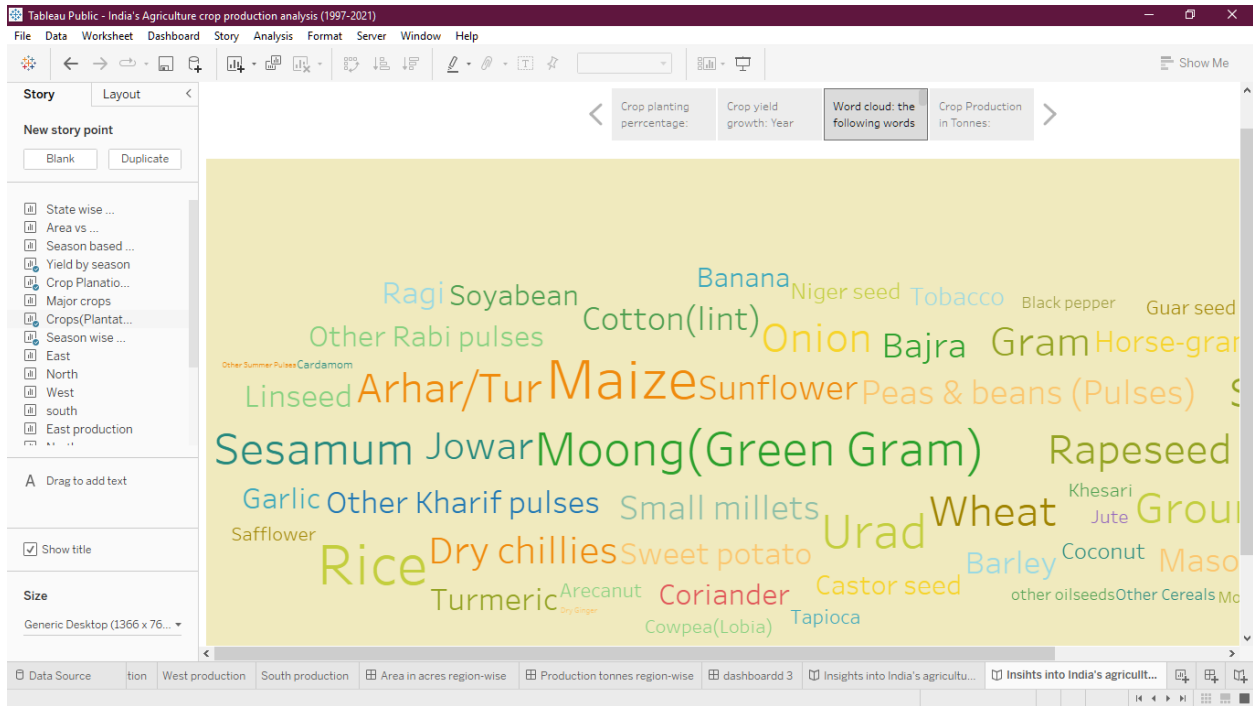 Tableau Public - India's Agriculture crop production analysis (1997-2021)
File Data Worksheet Dashboard Story Analysis Format Server Window Help
Show Me
Story Layout
New story point
Blank Duplicate
State wise ...
Area vs ...
Season based ...
Yield by season
Crop Planatio...
Major crops
Crops(Plantat...
Season wise ...
East
North
West
south
East production
A Drag to add text
Show title
Size
Generic Desktop (1366 x 76...
Crop planting perrcentage:
Crop yield growth: Year
Word cloud: the following words
Crop Production in Tonnes:
Banana
Ragi Soyabean Niger seed Tobacco Black pepper Guar seed
Cotton(lint)
Other Rabi pulses Onion Bajra Gram Horse-gran
Other Summer Pulses Cardamom
Linseed Arhar/Tur Maize Sunflower Peas & beans (Pulses) S
Sesamum Jowar Moong(Green Gram) Rapeseed
Garlic Other Kharif pulses Small millets Wheat Khesari
Jute Grou
Safflower Urad
Rice Dry chillies Sweet potato Barley Coconut Maso
Turmeric Arecanut Coriander Castor seed other oilseeds Other Cereals Mo
Dry Ginger
Cowpea(Lobia) Tapioca
Data Source tion West production South production Area in acres region-wise Production tonnes region-wise dashboardd 3 Insights into India's agricultu... Insihts into India's agricullt...